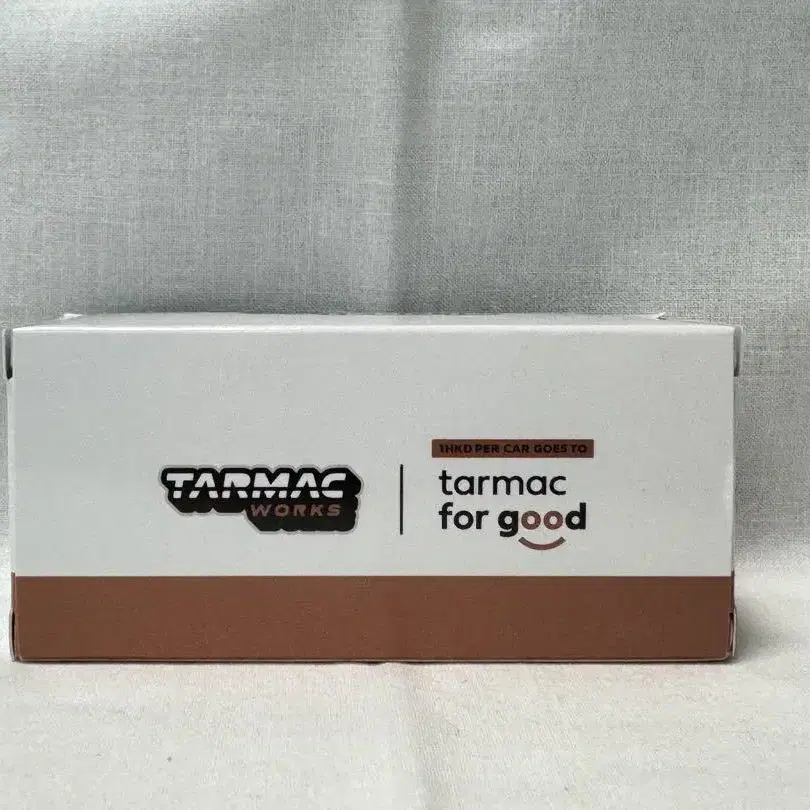 TARMAC
WORKS
1HKD PER CAR GOES TO
tarmac
for good